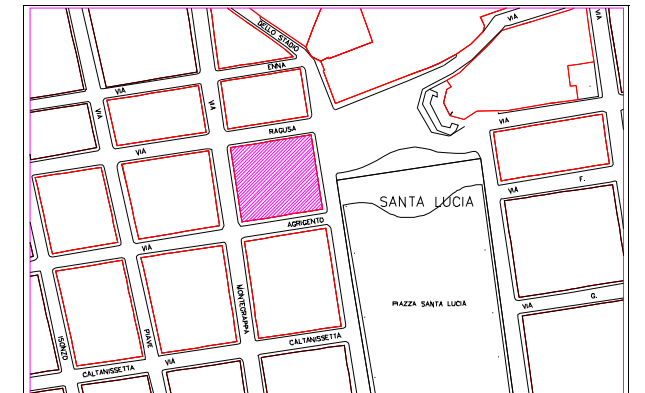 VIA
DELLO STADIO
ENNA
VIA
VIA
VIA
VIA
RAGUSA
VIA
F.
VIA
SANTA LUCIA
AGRIGENTO
VIA
MONTEGRAPPA
PIAZZA SANTA LUCIA
VIA
G.
ISONZO
PIAVE
CALTANISSETTA
VIA
CALTANISSETTA